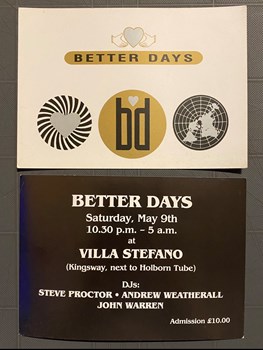 BETTER DAYS
bd
BETTER DAYS
Saturday, May 9th
10.30 p.m. – 5 a.m.
at
VILLA STEFANO
(Kingsway, next to Holborn Tube)
DJs:
STEVE PROCTOR • ANDREW WEATHERALL
JOHN WARREN
Admission £10.00